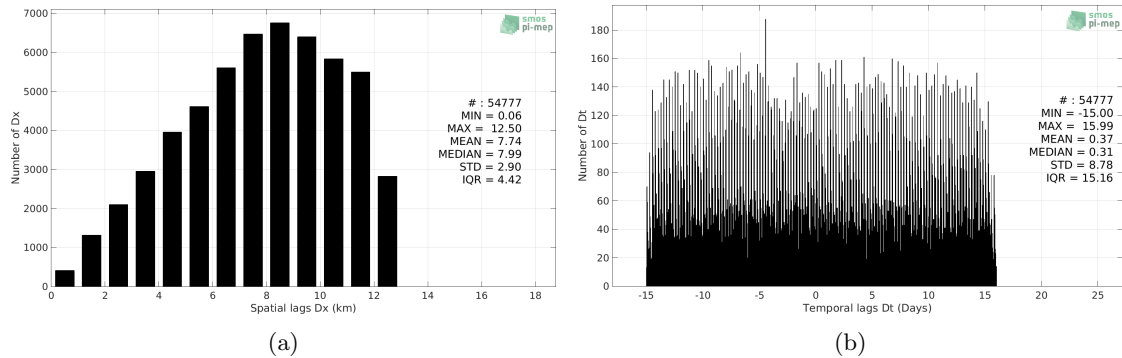 7000
6000
5000
4000
3000
2000
1000
0
Number of Dx
0 2 4 6 8 10 12 14 16 18
Spatial lags Dx (km)
smos
pi-mep
# : 54777
MIN = 0.06
MAX = 12.50
MEAN = 7.74
MEDIAN = 7.99
STD = 2.90
IQR = 4.42
(a)
180
160
140
120
100
80
60
40
20
0
Number of Dt
-15 -10 -5 0 5 10 15 20 25
Temporal lags Dt (Days)
smos
pi-mep
# : 54777
MIN = -15.00
MAX = 15.99
MEAN = 0.37
MEDIAN = 0.31
STD = 8.78
IQR = 15.16
(b)